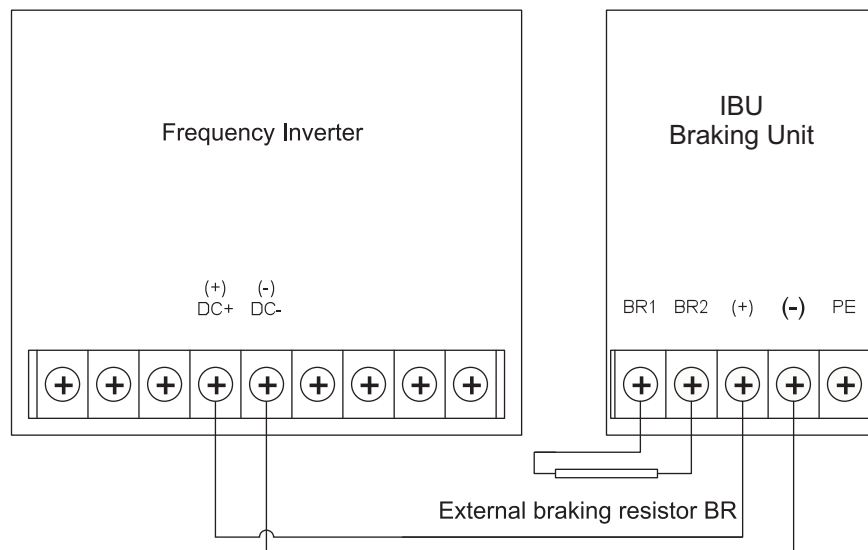 Frequency Inverter
(+) (-)
DC+ DC-
IBU
Braking Unit
BR1 BR2 (+) (-) PE
External braking resistor BR